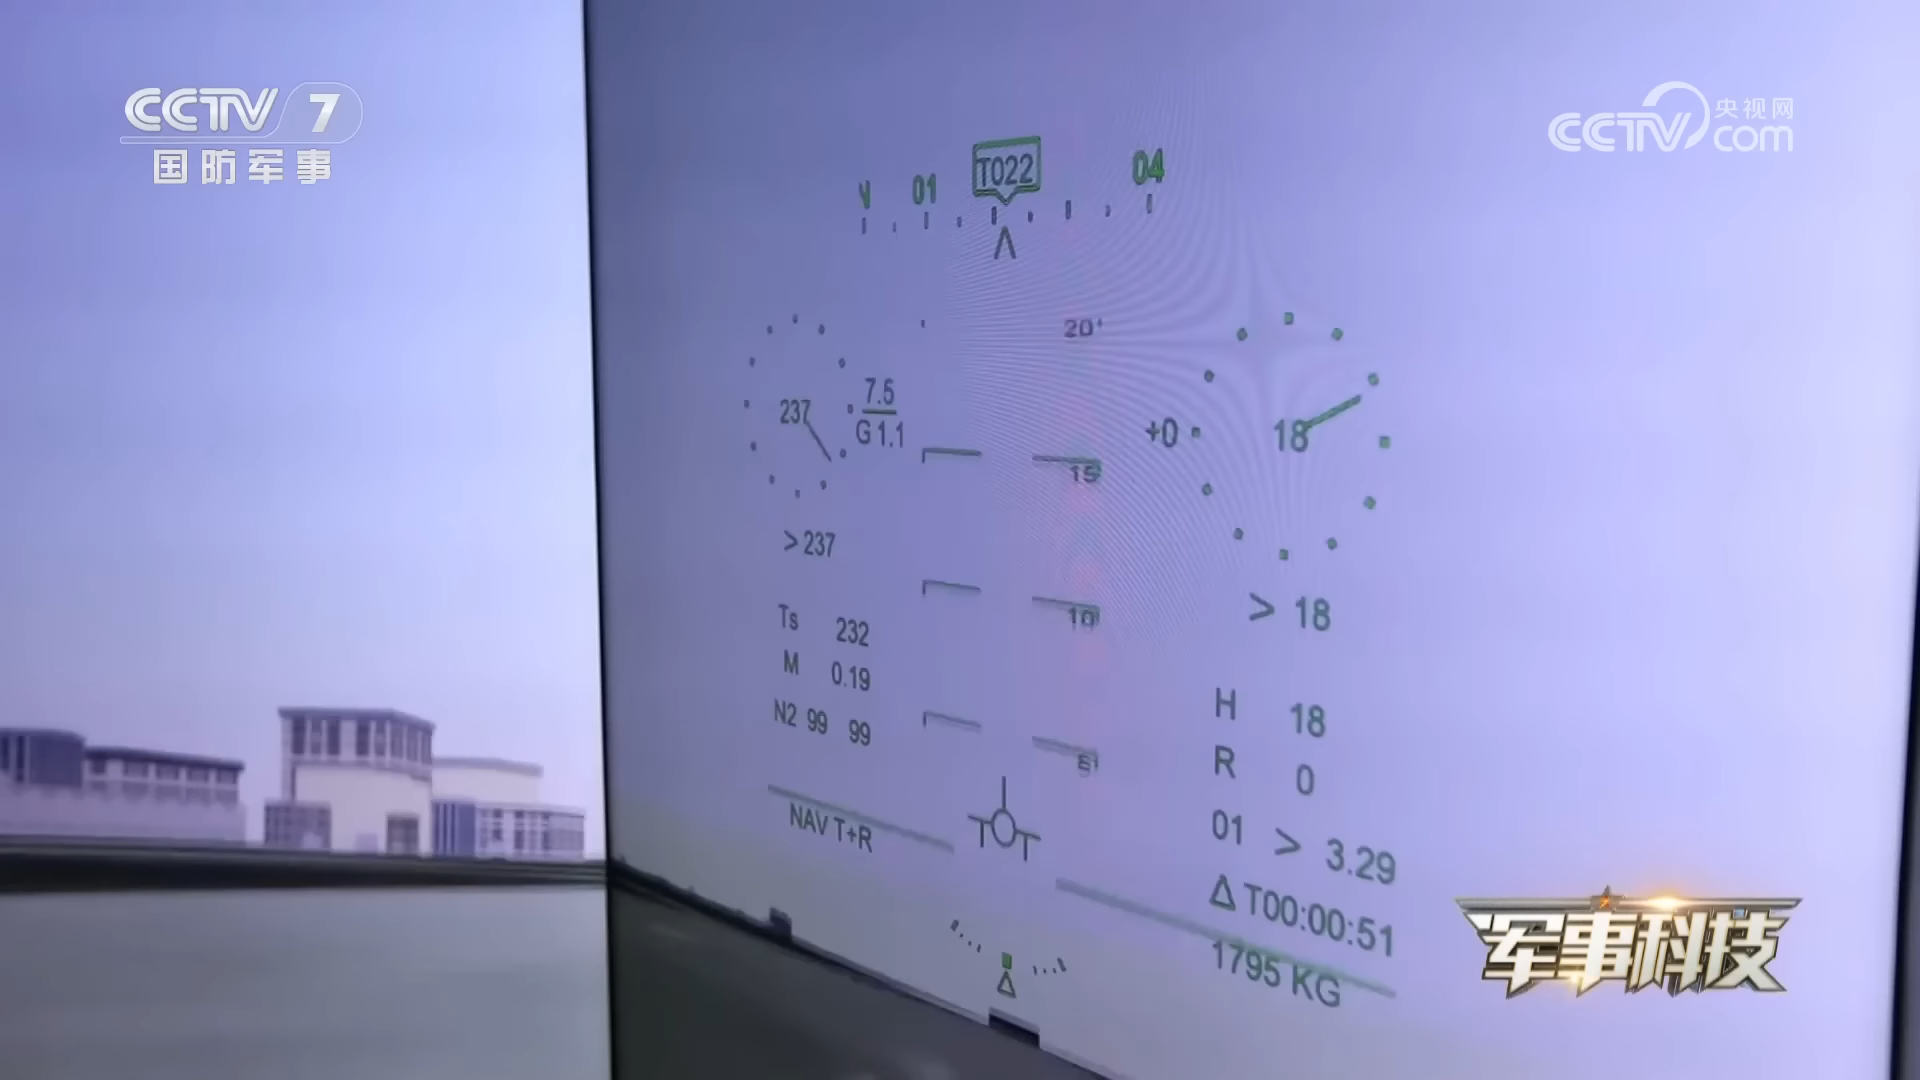 CCTV 7
国防军事
央视网
CCTV com
T022
01
04
20
237
7.5
G 1.1
+0
18
15
> 237
10
> 18
Ts 232
M 0.19
N2 99 99
5
H 18
R 0
01 > 3.29
NAV T+R
T T
Δ T00:00:51
1795 KG
军事科技